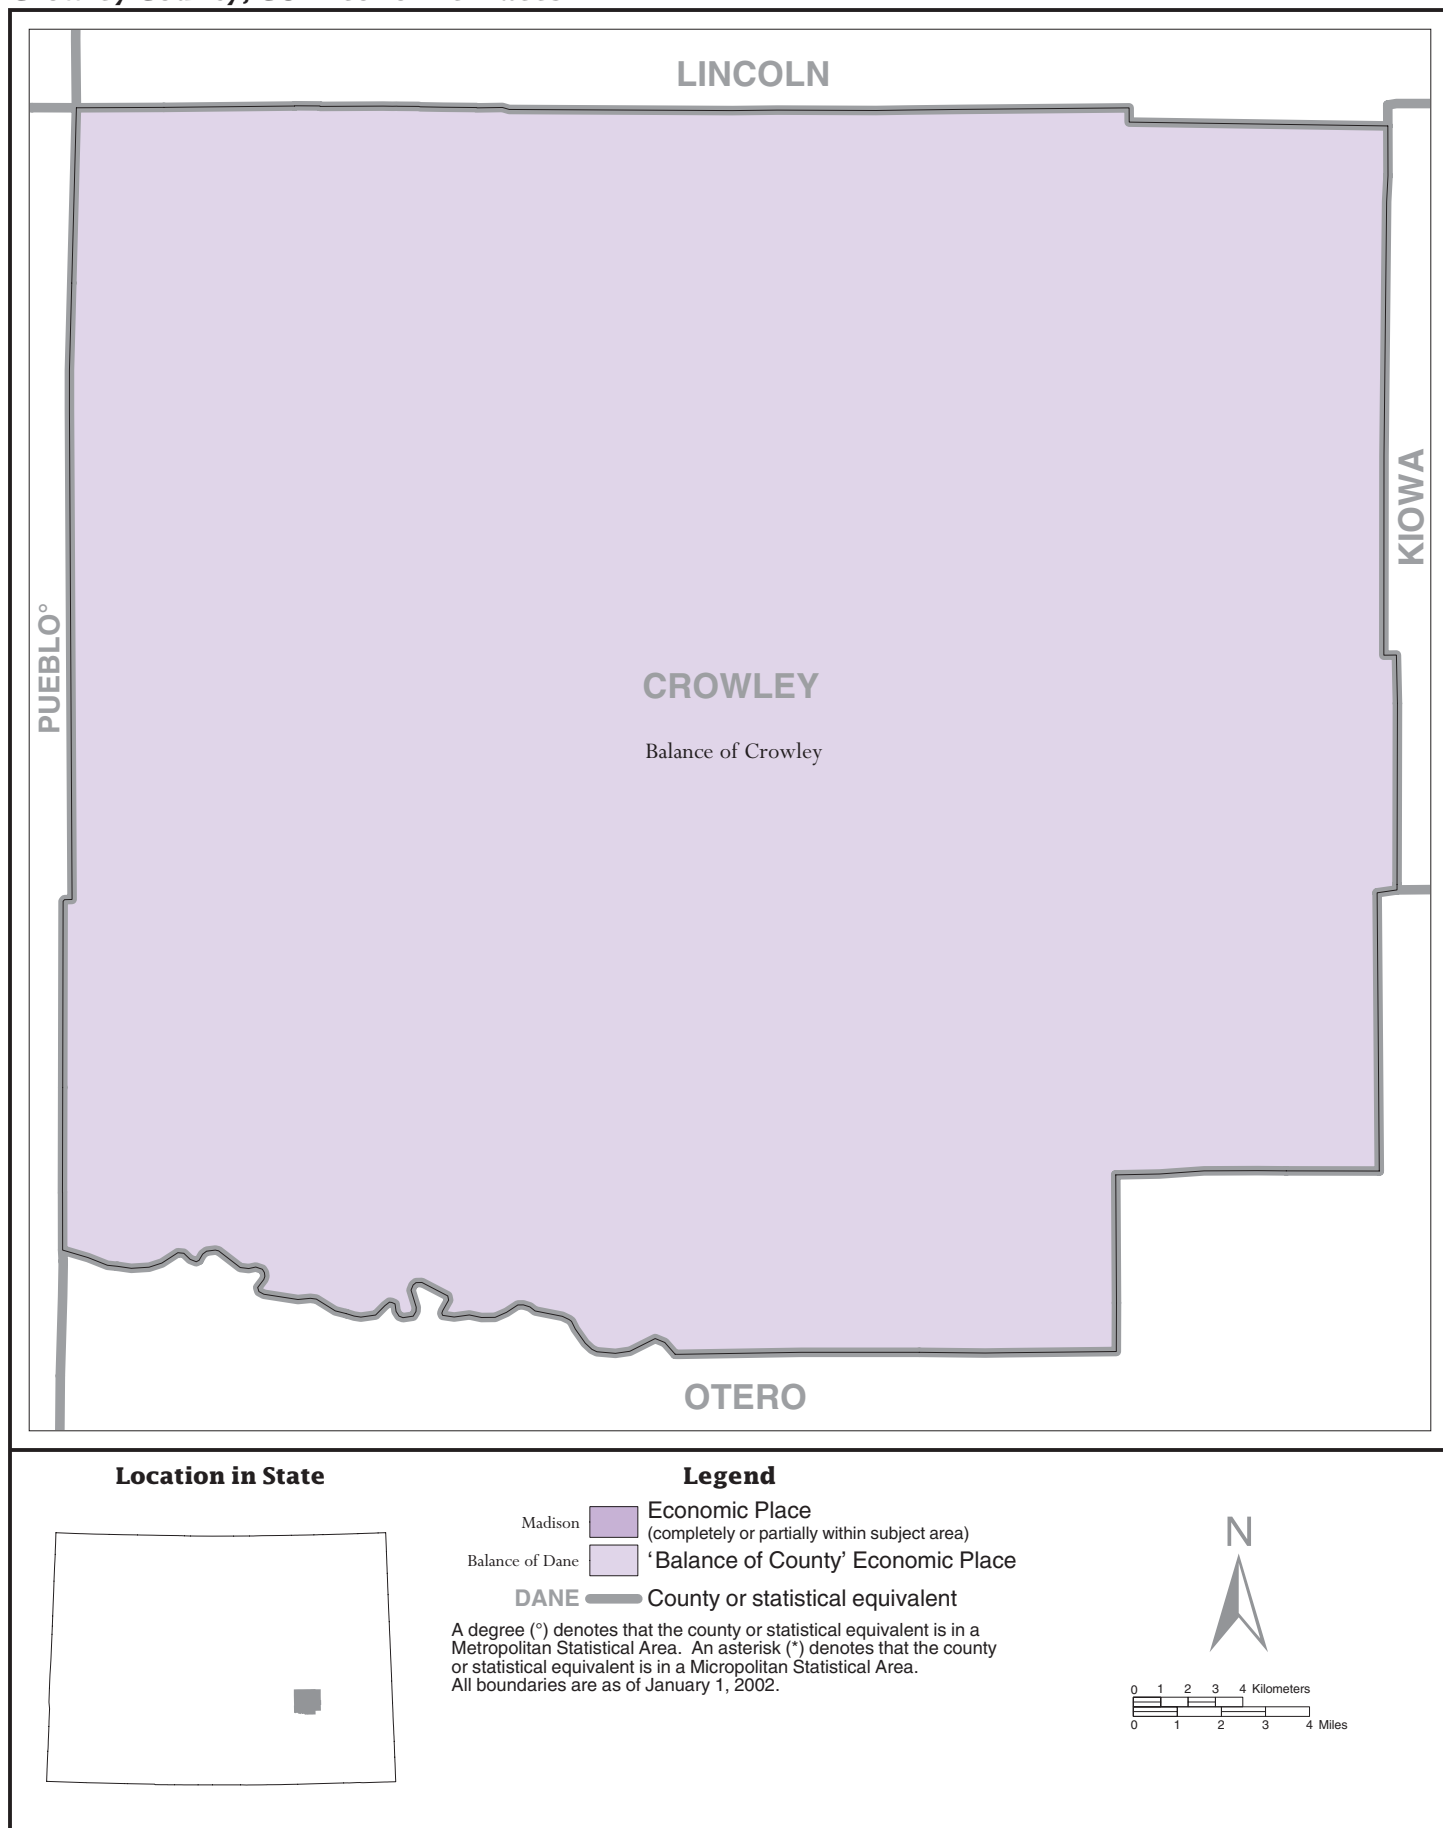 LINCOLN
KIOWA
PUEBLO°
CROWLEY
Balance of Crowley
OTERO
Location in State
Legend
Madison
Economic Place
(completely or partially within subject area)
Balance of Dane
‘Balance of County’ Economic Place
DANE
County or statistical equivalent
A degree (°) denotes that the county or statistical equivalent is in a
Metropolitan Statistical Area. An asterisk (*) denotes that the county
or statistical equivalent is in a Micropolitan Statistical Area.
All boundaries are as of January 1, 2002.
N
0 1 2 3 4 Kilometers
0 1 2 3 4 Miles